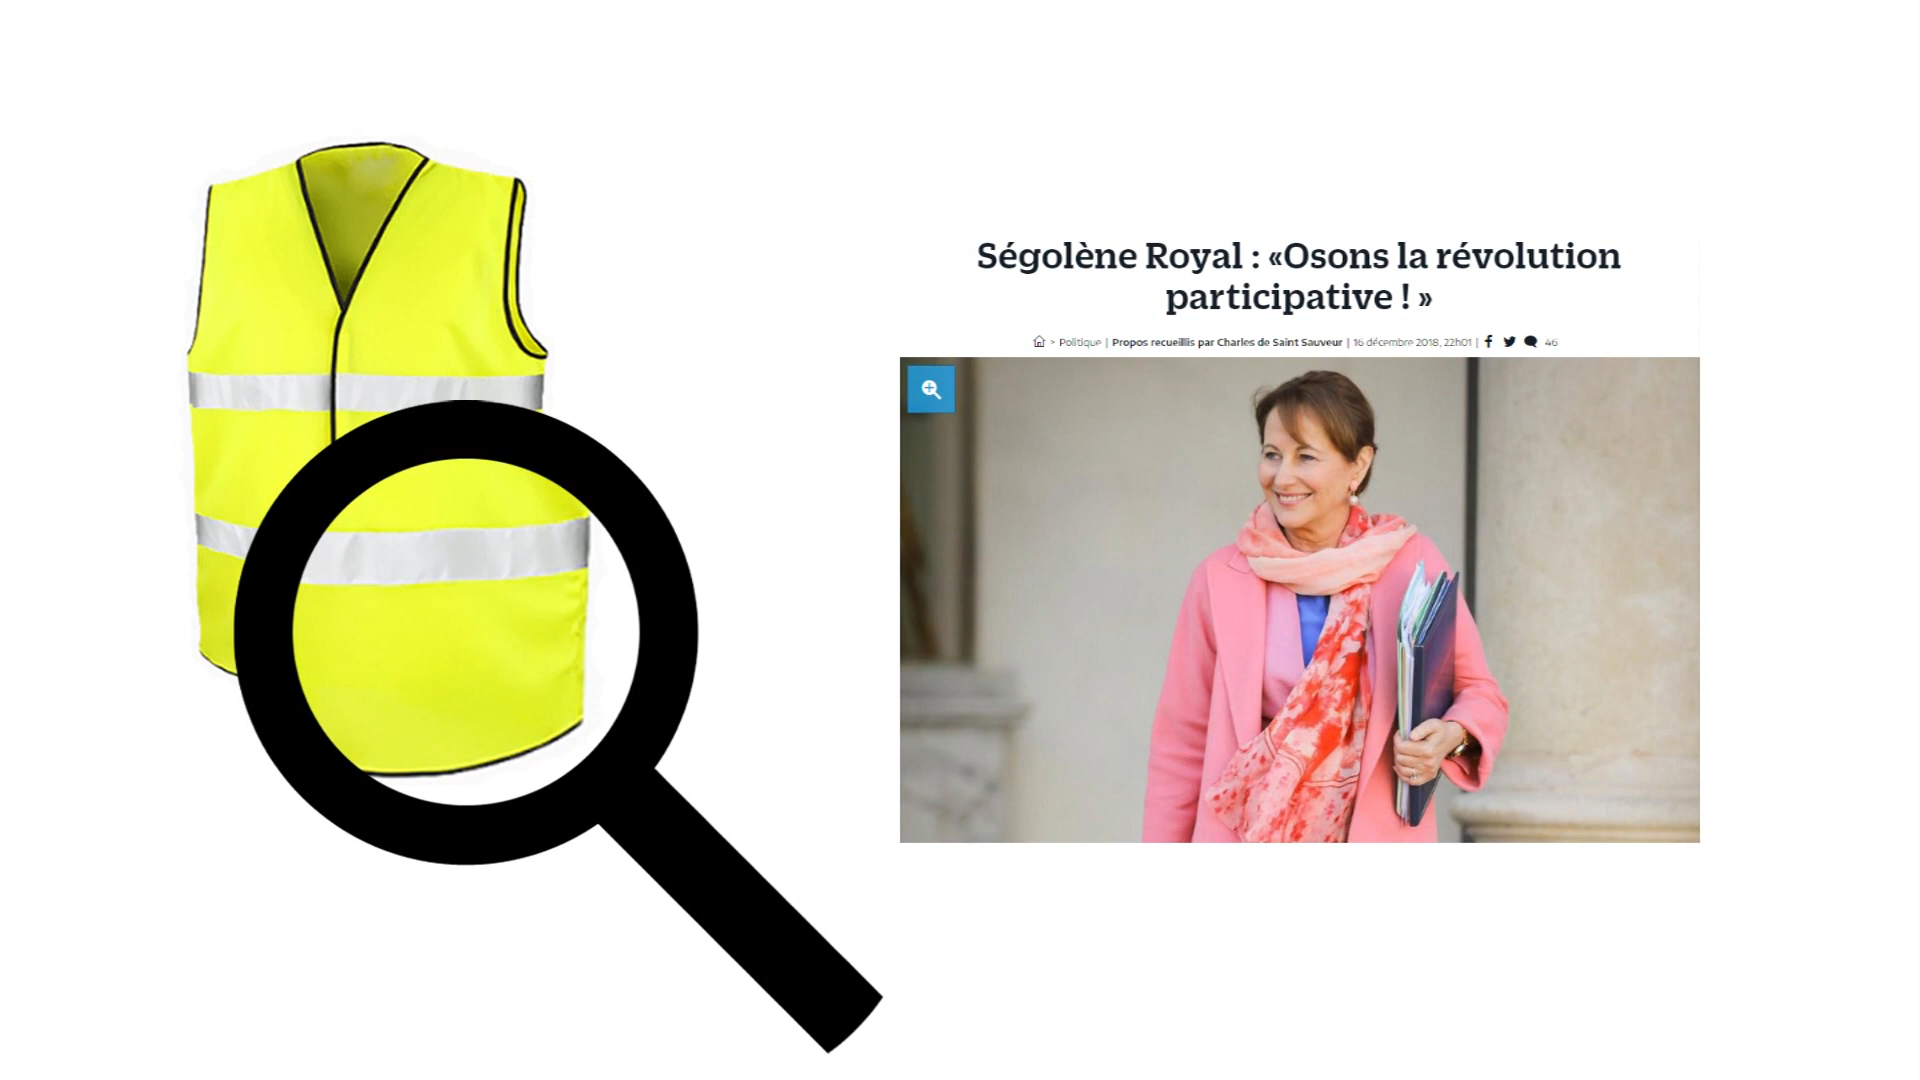 Ségolène Royal : «Osons la révolution
participative ! »
> Politique | Propos recueillis par Charles de Saint Sauveur | 16 décembre 2018, 22h01 | 46